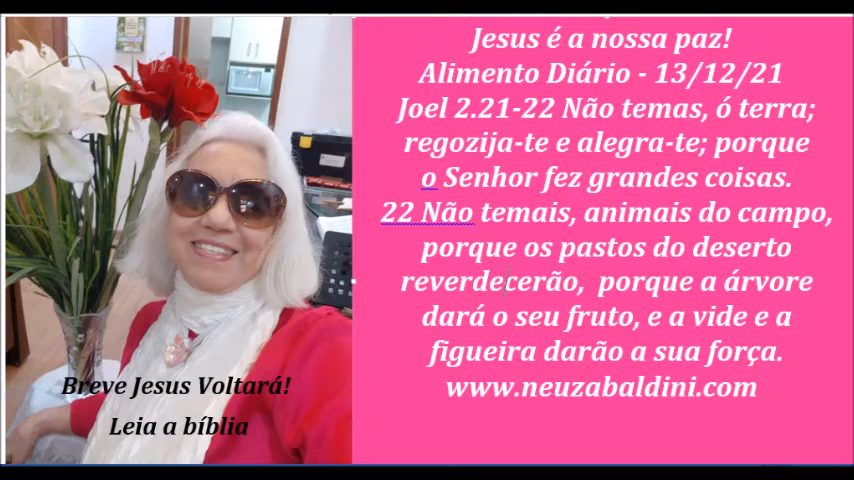 Jesus é a nossa paz!
Alimento Diário - 13/12/21
Joel 2.21-22 Não temas, ó terra;
regozija-te e alegra-te; porque
o Senhor fez grandes coisas.
22 Não temais, animais do campo,
porque os pastos do deserto
reverdecerão,  porque a árvore
dará o seu fruto, e a vide e a
figueira darão a sua força.
www.neuzabaldini.com
Breve Jesus Voltará!
Leia a bíblia